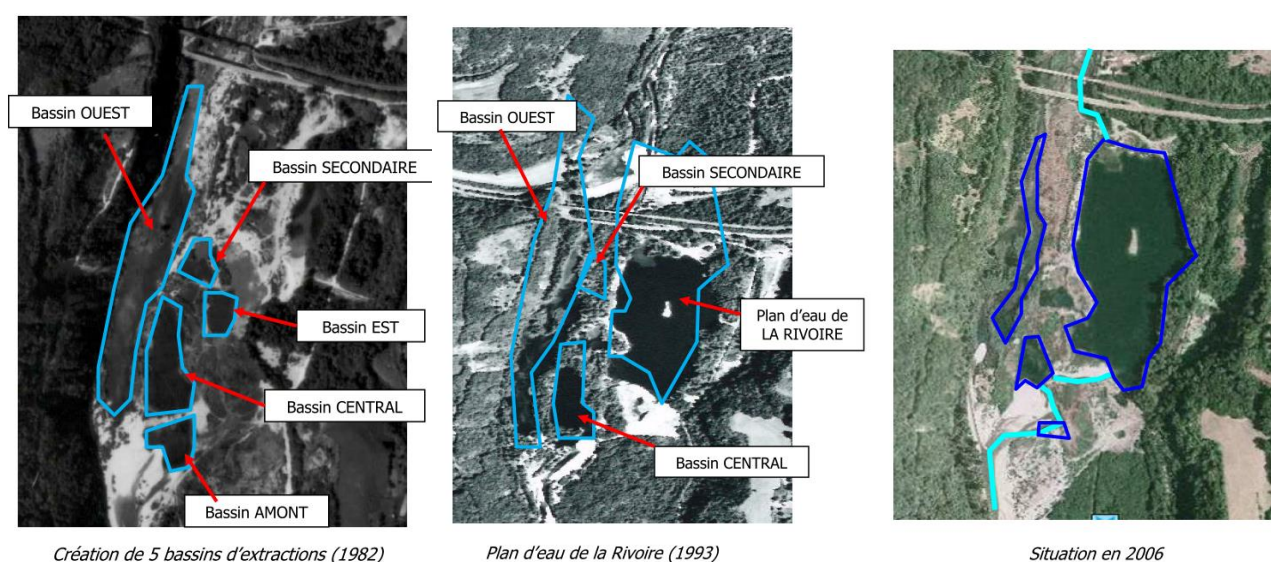 Bassin OUEST
Bassin SECONDAIRE
Bassin EST
Bassin CENTRAL
Bassin AMONT
Création de 5 bassins d'extractions (1982)
Bassin OUEST
Bassin SECONDAIRE
Plan d'eau de
LA RIVOIRE
Bassin CENTRAL
Plan d'eau de la Rivoire (1993)
Situation en 2006